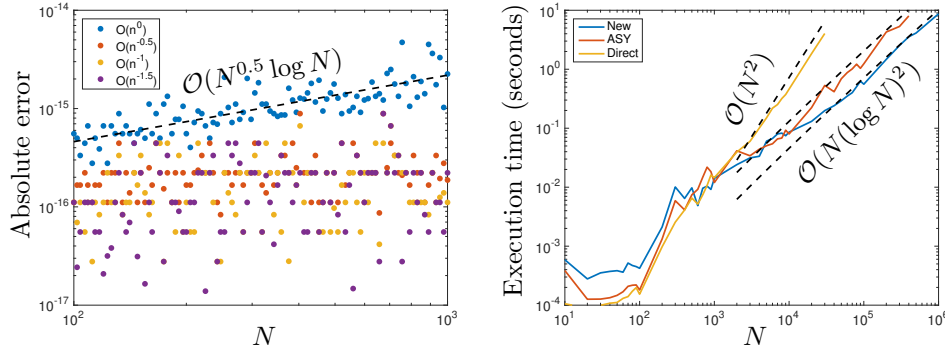 10^-14
O(n^0)
O(n^-0.5)
O(n^-1)
O(n^-1.5)
O(N^0.5 log N)
10^-15
10^-16
10^-17
Absolute error
10^2
10^3
N
10^1
New
ASY
Direct
O(N^2)
O(N(log N)^2)
10^0
10^-1
10^-2
10^-3
10^-4
Execution time (seconds)
10^1
10^2
10^3
10^4
10^5
10^6
N